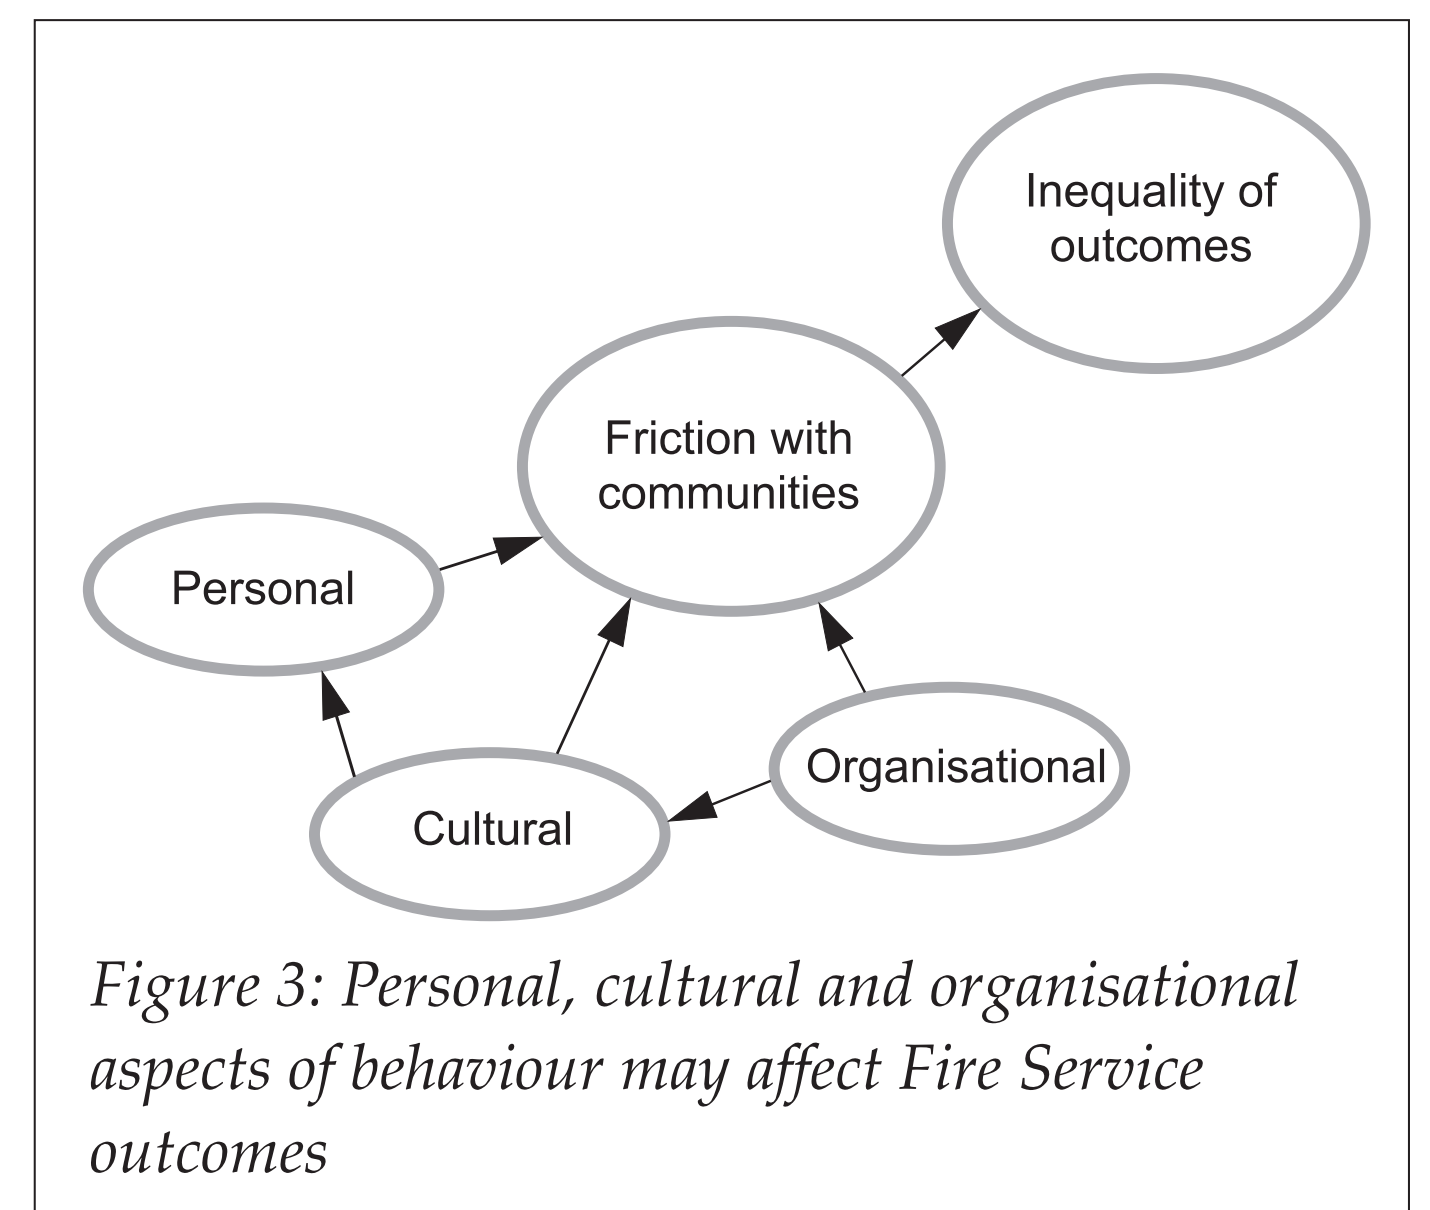 Inequality of
outcomes
Friction with
communities
Personal
Organisational
Cultural
Figure 3: Personal, cultural and organisational
aspects of behaviour may affect Fire Service
outcomes